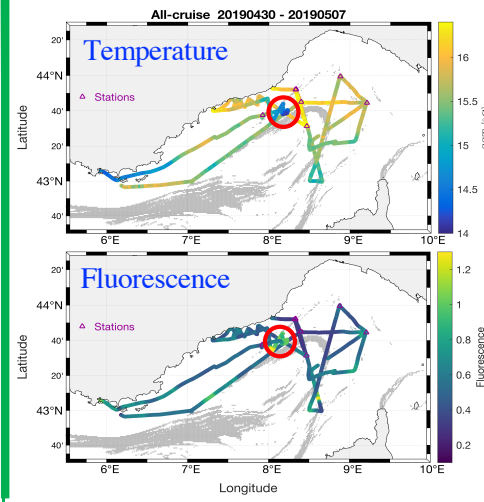 All-cruise 20190430 - 20190507
Temperature
Stations
Latitude
20'
44°N
40'
20'
43°N
40'
6°E
7°E
8°E
9°E
10°E
16
15.5
15
14.5
14
Fluorescence
Stations
Latitude
20'
44°N
40'
20'
43°N
40'
6°E
7°E
8°E
9°E
10°E
Longitude
1.2
1
0.8
0.6
0.4
0.2
Fluorescence